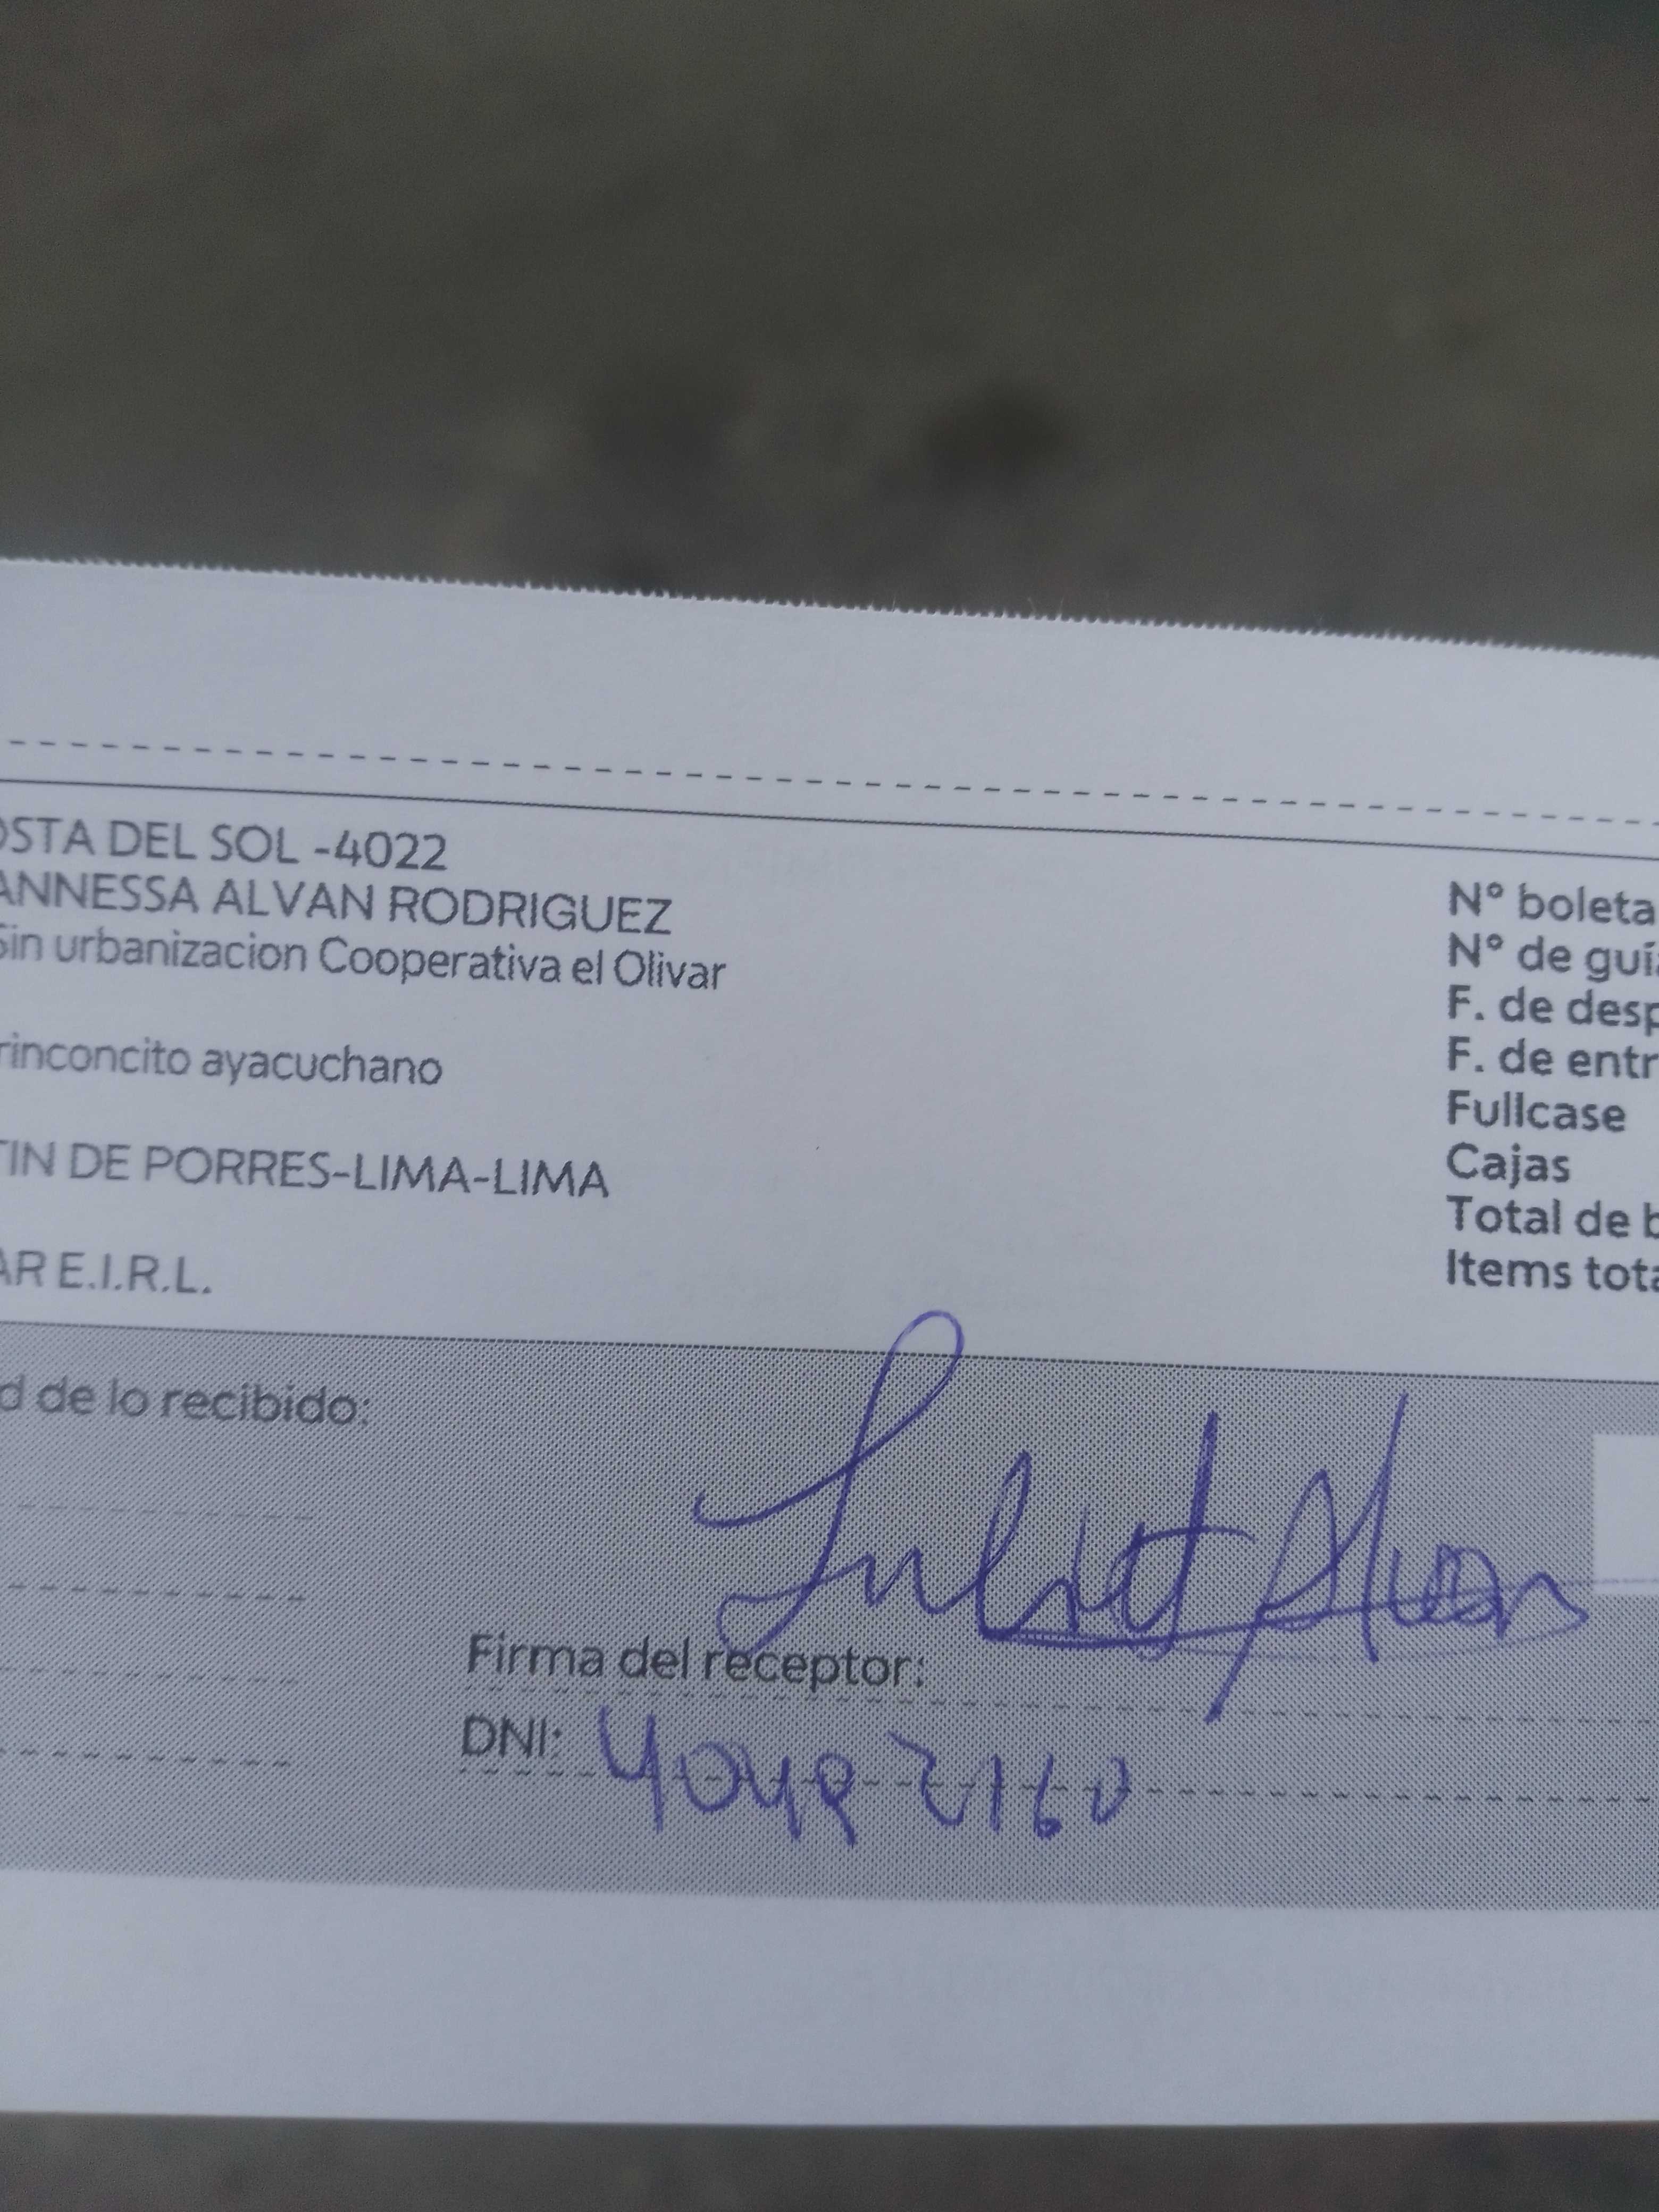 OSTA DEL SOL -4022
ANNESSA ALVAN RODRIGUEZ
Sin urbanizacion Cooperativa el Olivar
rinconcito ayacuchano
TIN DE PORRES-LIMA-LIMA
AR E.I.R.L.
N° boleta
N° de guía
F. de desp
F. de entr
Fullcase
Cajas
Total de b
Items tota
d de lo recibido:
Firma del receptor:
DNI: